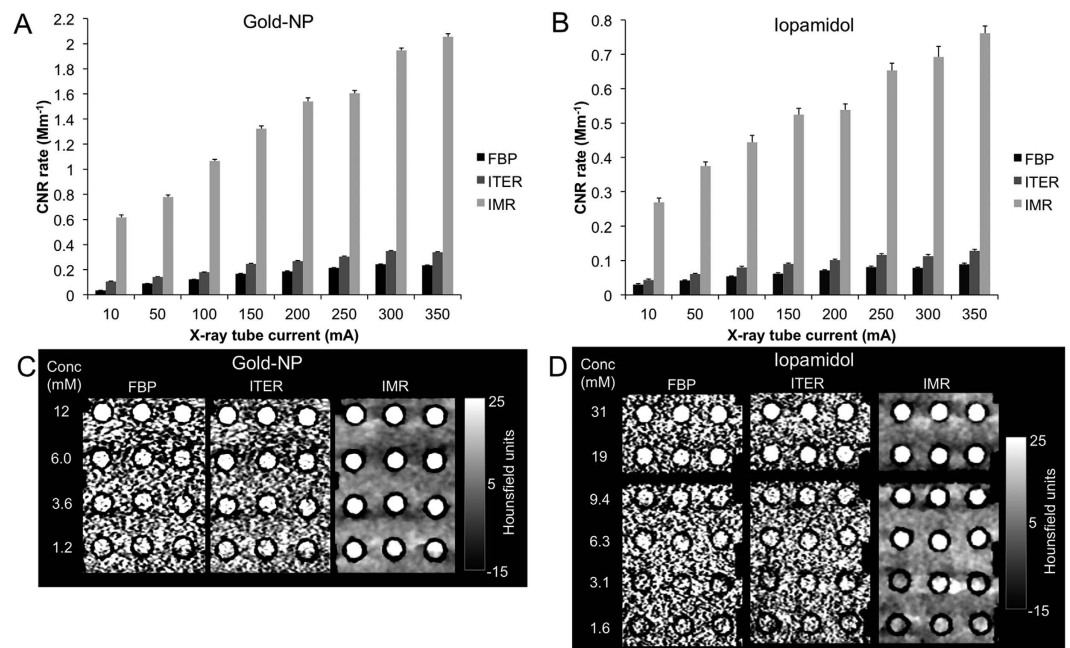 A
Gold-NP
CNR rate (Mm-1)
2.2
2
1.8
1.6
1.4
1.2
1
0.8
0.6
0.4
0.2
0
10 50 100 150 200 250 300 350
X-ray tube current (mA)
FBP
ITER
IMR
B
Iopamidol
CNR rate (Mm-1)
0.8
0.7
0.6
0.5
0.4
0.3
0.2
0.1
0
10 50 100 150 200 250 300 350
X-ray tube current (mA)
FBP
ITER
IMR
C
Gold-NP
Conc
(mM)
FBP ITER IMR
12
6.0
3.6
1.2
25
5
-15
Hounsfield units
D
Iopamidol
Conc
(mM)
FBP ITER IMR
31
19
9.4
6.3
3.1
1.6
25
5
-15
Hounsfield units